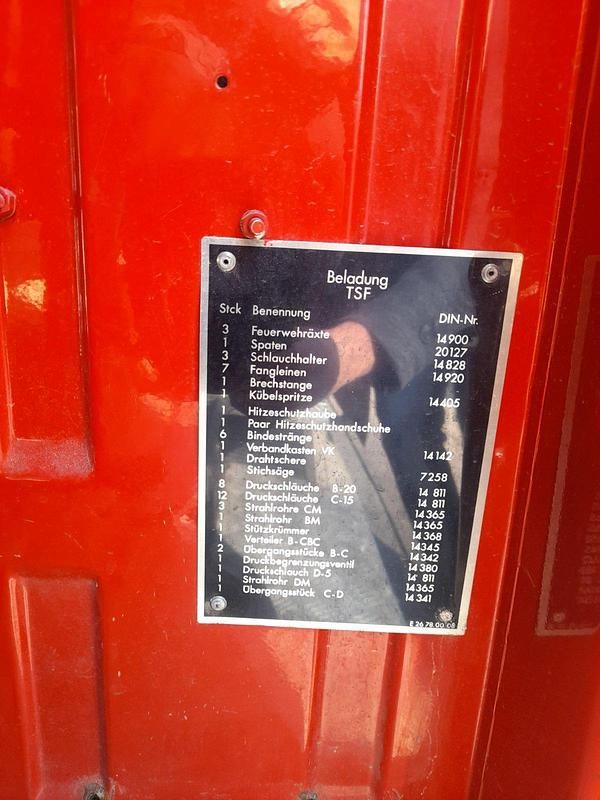 Beladung
TSF
Stck Benennung DIN-Nr.
3 Feuerwehräxte 14900
1 Spaten 20127
3 Schlauchhalter 14828
7 Fangleinen 14920
1 Brechstange
1 Kübelspritze 14405
1 Hitzeschutzhaube
1 Paar Hitzeschutzhandschuhe
6 Bindestränge
1 Verbandkasten VK 14142
1 Drahtschere
1 Stichsäge 7258
8 Druckschläuche B-20 14 811
12 Druckschläuche C-15 14 811
3 Strahlrohre CM 14365
1 Strahlrohr BM 14365
1 Stützkrümmer 14368
1 Verteiler B-CBC 14345
2 Übergangsstücke B-C 14342
1 Druckbegrenzungsventil 14380
1 Druckschlauch D-5 14 811
1 Strahlrohr DM 14365
1 Übergangsstück C-D 14341